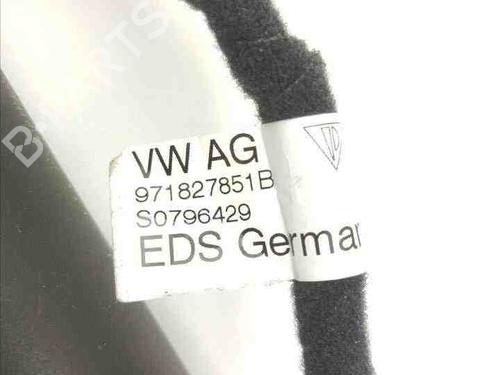 VW AG
971827851B
S0796429
EDS German